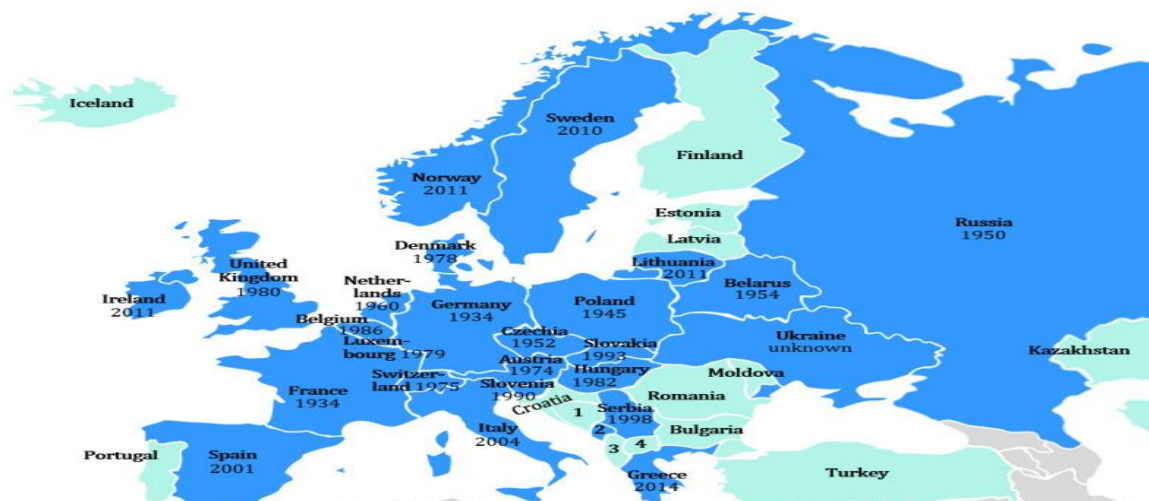 Iceland
Sweden
2010
Finland
Norway
2011
Estonia
Russia
1950
Latvia
Denmark
1978
Lithuania
2011
United
Kingdom
1980
Nether-
lands
1960
Belarus
1954
Ireland
2011
Germany
1934
Poland
1945
Belgium
1986
Czechia
1952
Ukraine
unknown
Luxem-
bourg 1979
Slovakia
1993
Kazakhstan
Austria
1974
Moldova
Switzer-
land 1975
Hungary
1982
France
1934
Slovenia
1990
Romania
Croatia
1
Serbia
1998
Italy
2004
2
Bulgaria
3
4
Portugal
Spain
2001
Greece
2014
Turkey